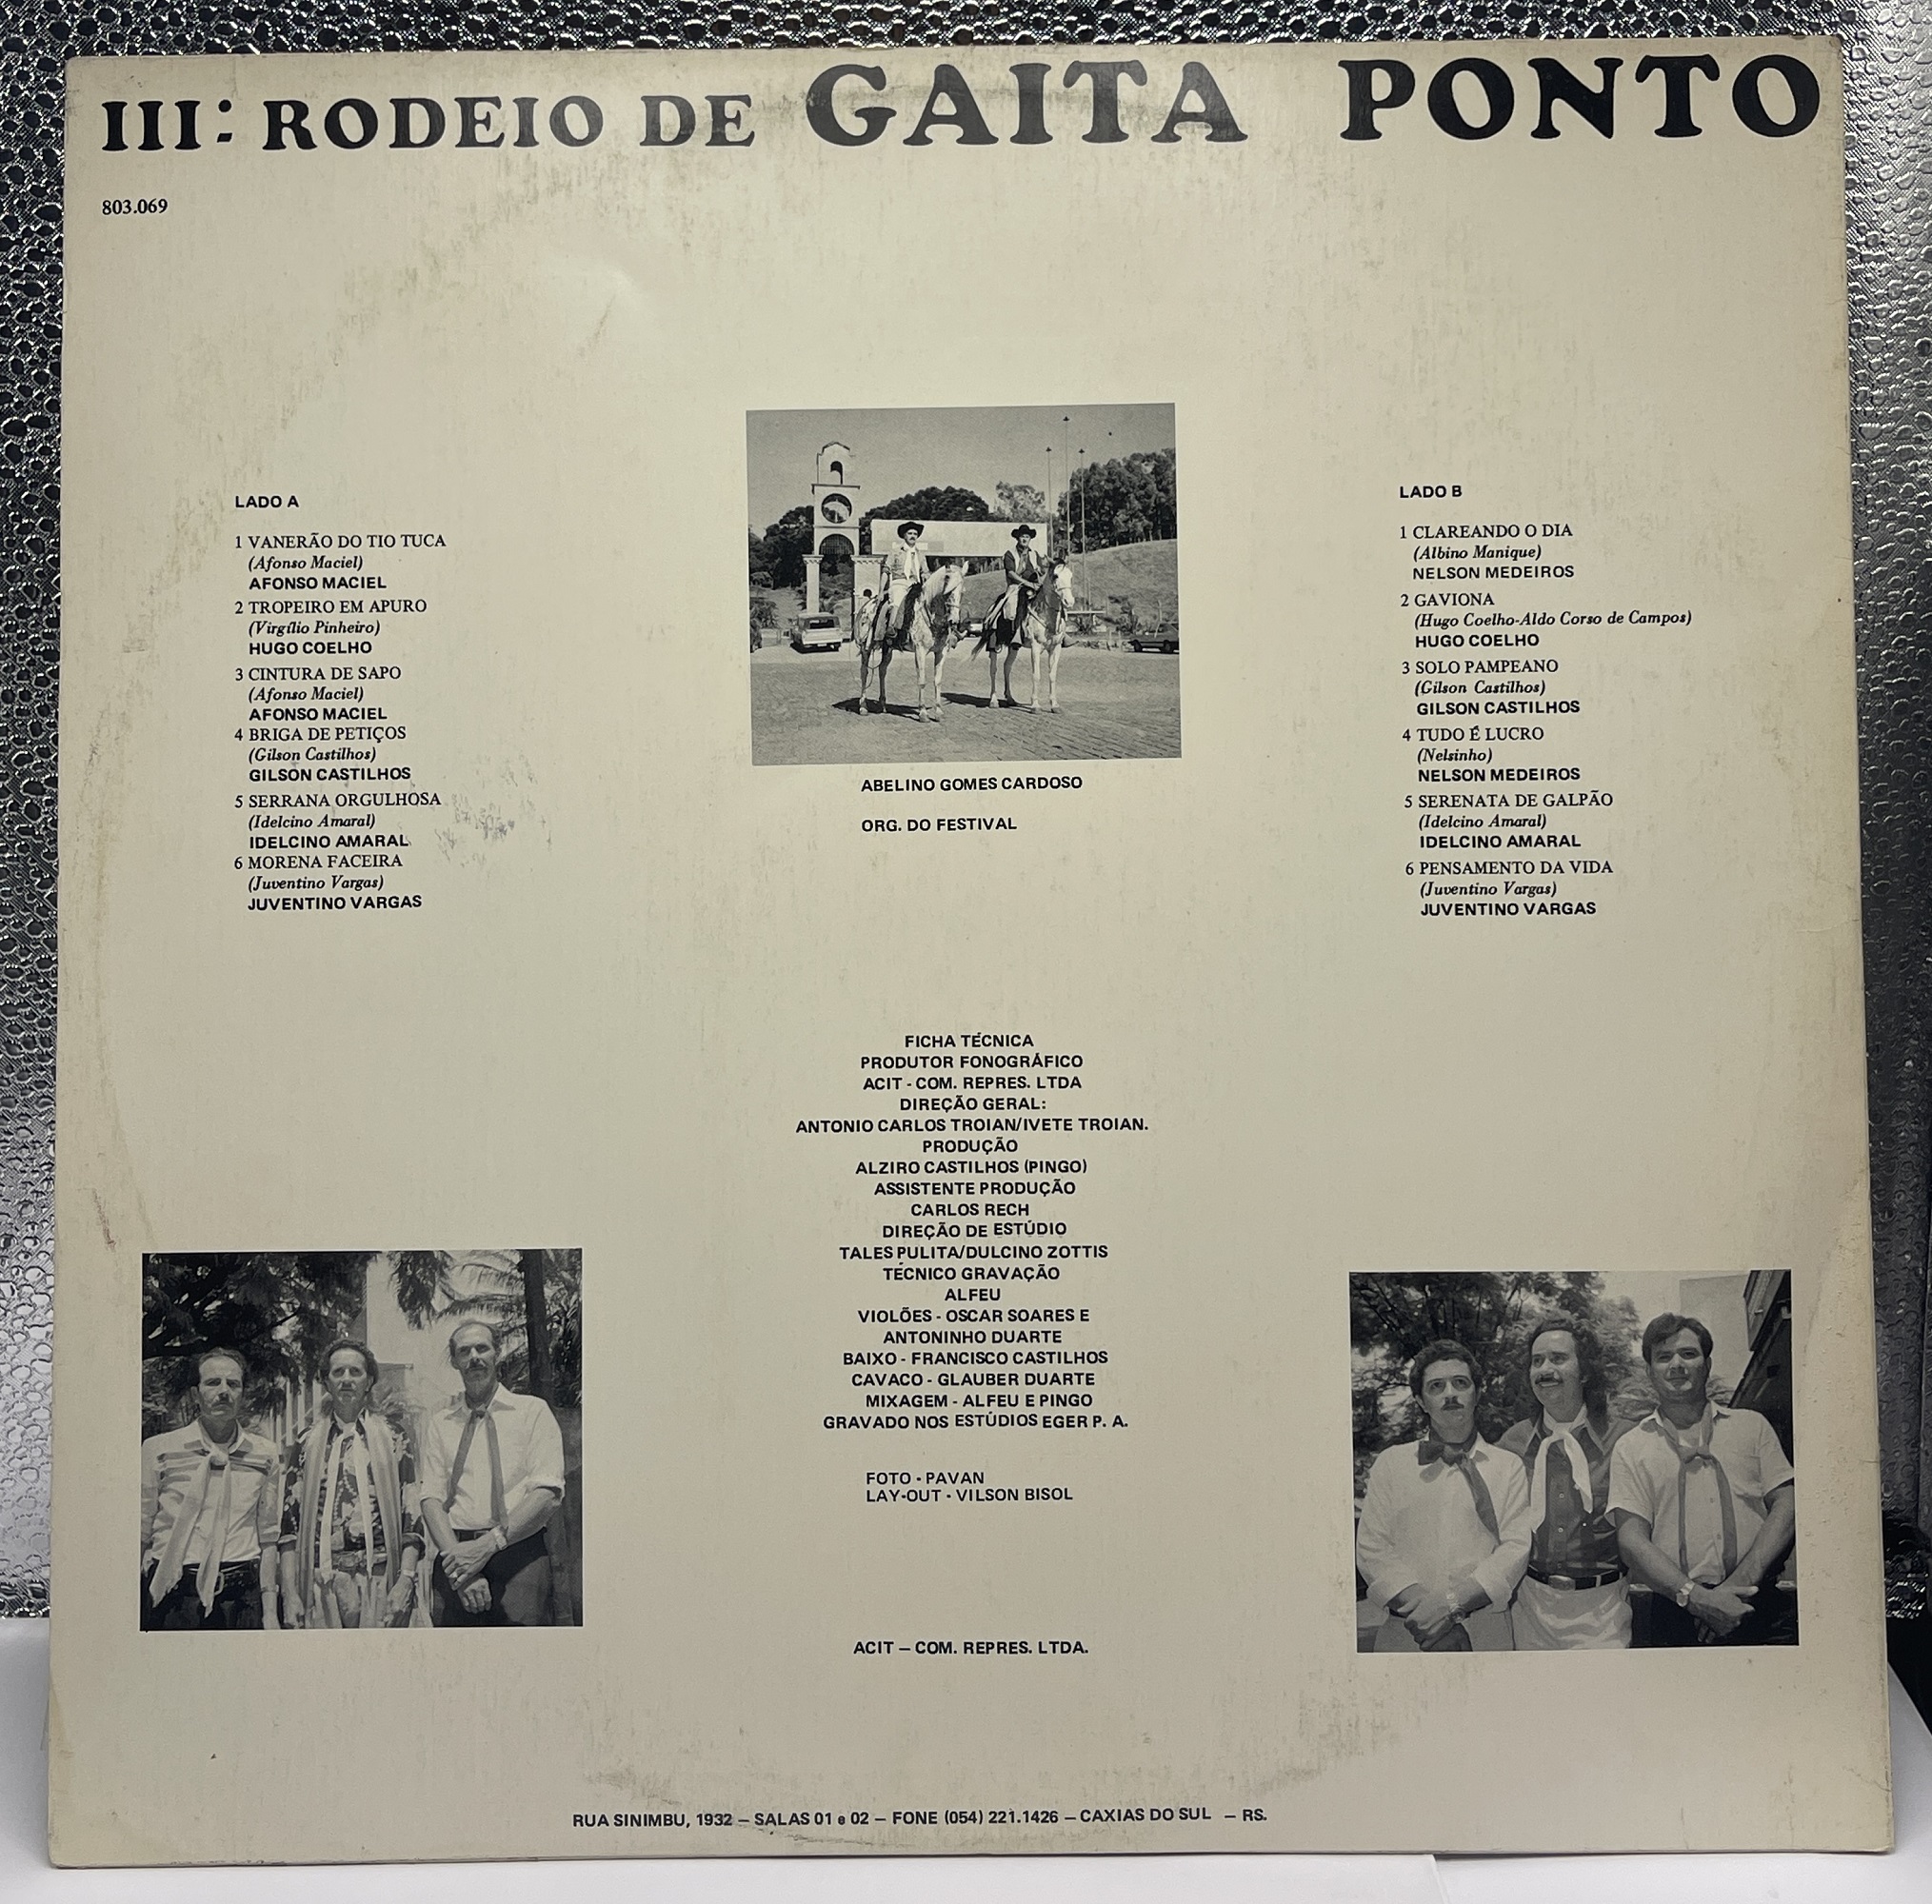 III: RODEIO DE GAITA PONTO
803.069
LADO A
1 VANERÃO DO TIO TUCA
(Afonso Maciel)
AFONSO MACIEL
2 TROPEIRO EM APURO
(Virgílio Pinheiro)
HUGO COELHO
3 CINTURA DE SAPO
(Afonso Maciel)
AFONSO MACIEL
4 BRIGA DE PETIÇOS
(Gilson Castilhos)
GILSON CASTILHOS
5 SERRANA ORGULHOSA
(Idelcino Amaral)
IDELCINO AMARAL
6 MORENA FACEIRA
(Juventino Vargas)
JUVENTINO VARGAS
ABELINO GOMES CARDOSO
ORG. DO FESTIVAL
LADO B
1 CLAREANDO O DIA
(Albino Manique)
NELSON MEDEIROS
2 GAVIONA
(Hugo Coelho-Aldo Corso de Campos)
HUGO COELHO
3 SOLO PAMPEANO
(Gilson Castilhos)
GILSON CASTILHOS
4 TUDO É LUCRO
(Nelsinho)
NELSON MEDEIROS
5 SERENATA DE GALPÃO
(Idelcino Amaral)
IDELCINO AMARAL
6 PENSAMENTO DA VIDA
(Juventino Vargas)
JUVENTINO VARGAS
FICHA TÉCNICA
PRODUTOR FONOGRÁFICO
ACIT - COM. REPRES. LTDA
DIREÇÃO GERAL:
ANTONIO CARLOS TROIAN/IVETE TROIAN.
PRODUÇÃO
ALZIRO CASTILHOS (PINGO)
ASSISTENTE PRODUÇÃO
CARLOS RECH
DIREÇÃO DE ESTÚDIO
TALES PULITA/DULCINO ZOTTIS
TÉCNICO GRAVAÇÃO
ALFEU
VIOLÕES - OSCAR SOARES E
ANTONINHO DUARTE
BAIXO - FRANCISCO CASTILHOS
CAVACO - GLAUBER DUARTE
MIXAGEM - ALFEU E PINGO
GRAVADO NOS ESTÚDIOS EGER P. A.
FOTO - PAVAN
LAY-OUT - VILSON BISOL
ACIT – COM. REPRES. LTDA.
RUA SINIMBU, 1932 – SALAS 01 e 02 – FONE (054) 221.1426 – CAXIAS DO SUL – RS.